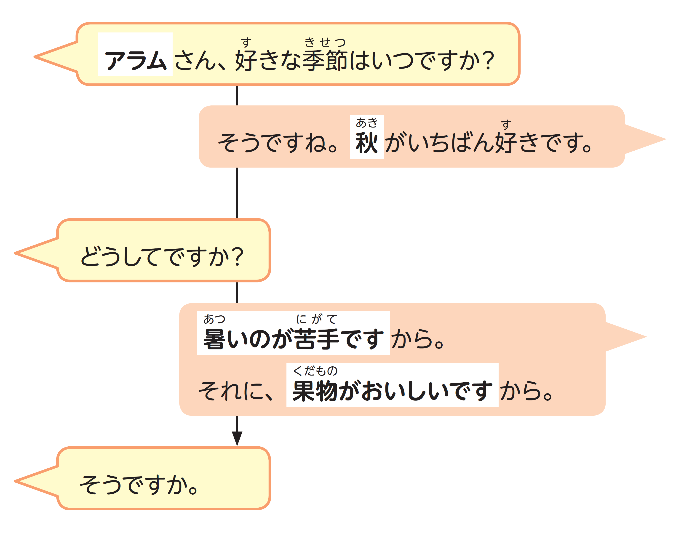 アラムさん、好きな季節はいつですか？
そうですね。秋がいちばん好きです。
どうしてですか？
暑いのが苦手ですから。
それに、果物がおいしいですから。
そうですか。